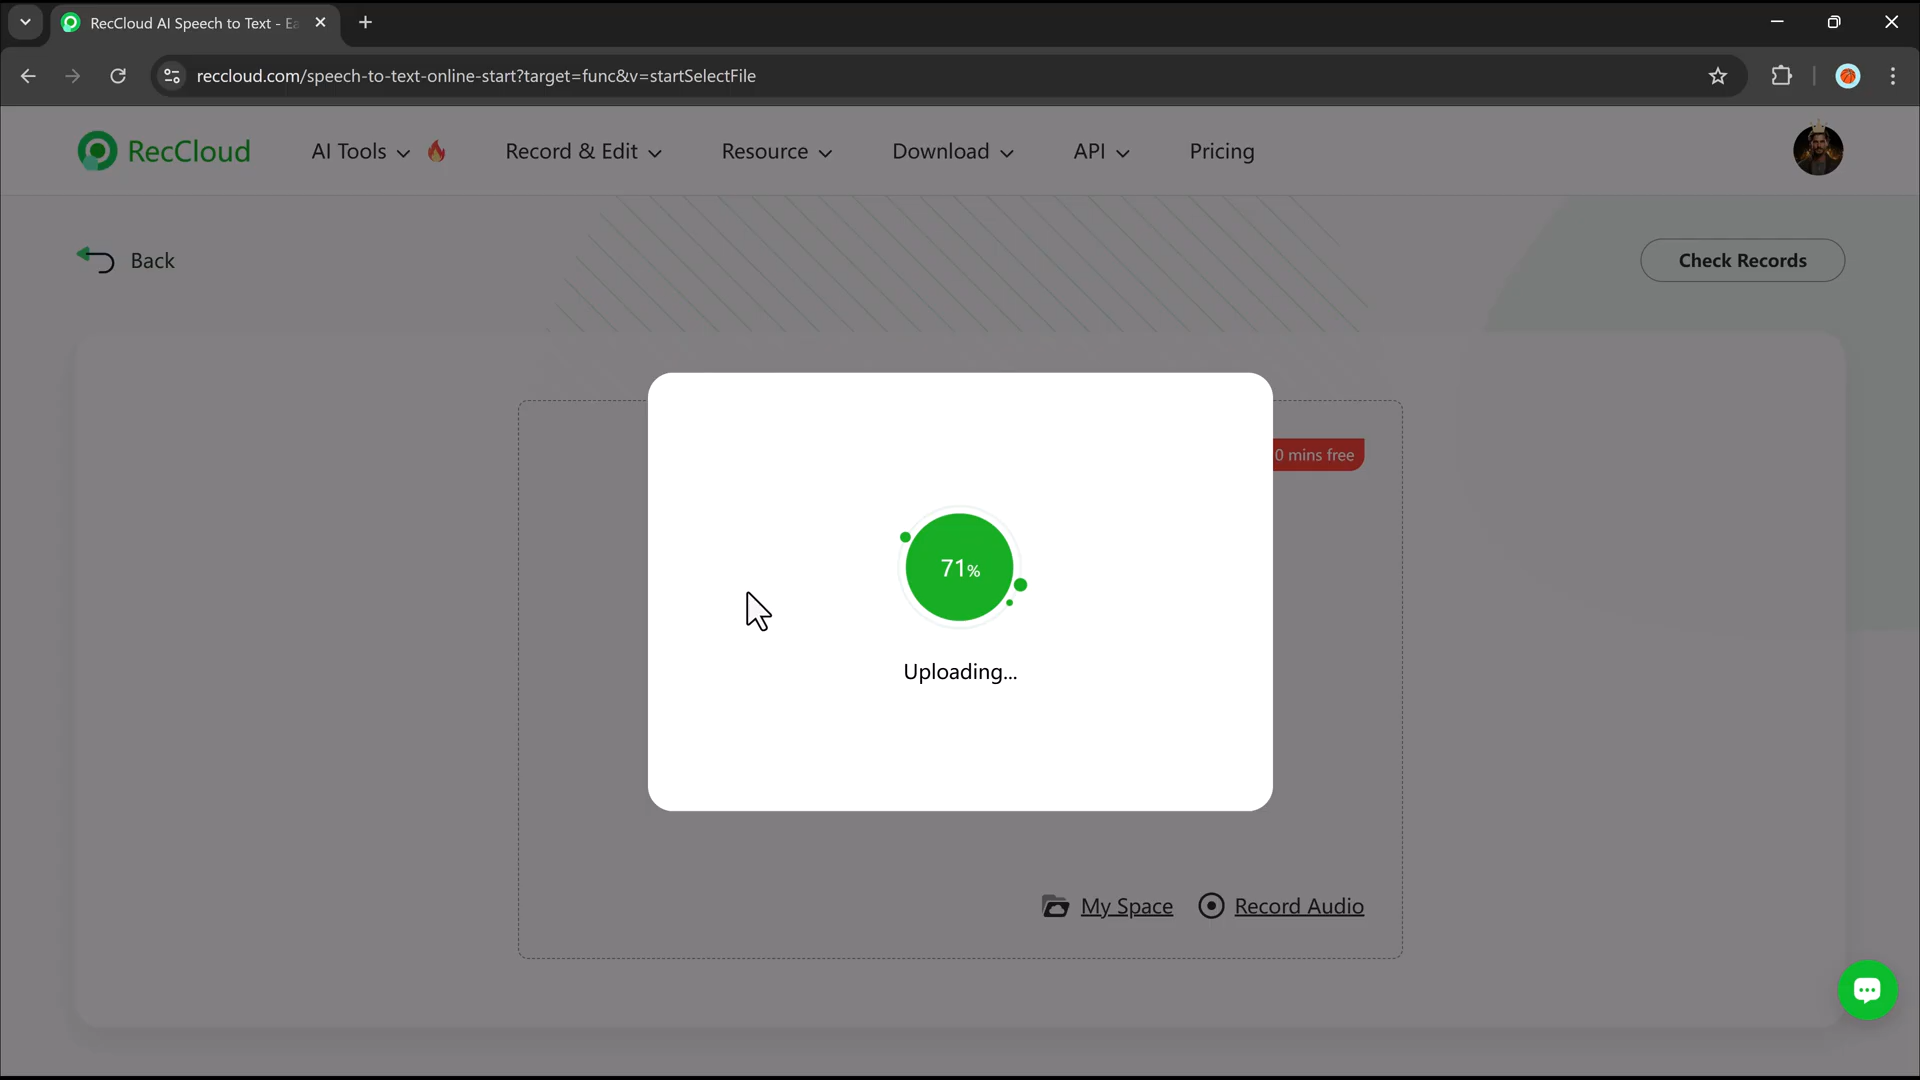 RecCloud AI Speech to Text - Ea
reccloud.com/speech-to-text-online-start?target=func&v=startSelectFile
RecCloud
AI Tools
Record & Edit
Resource
Download
API
Pricing
Back
Check Records
0 mins free
71%
Uploading...
My Space
Record Audio